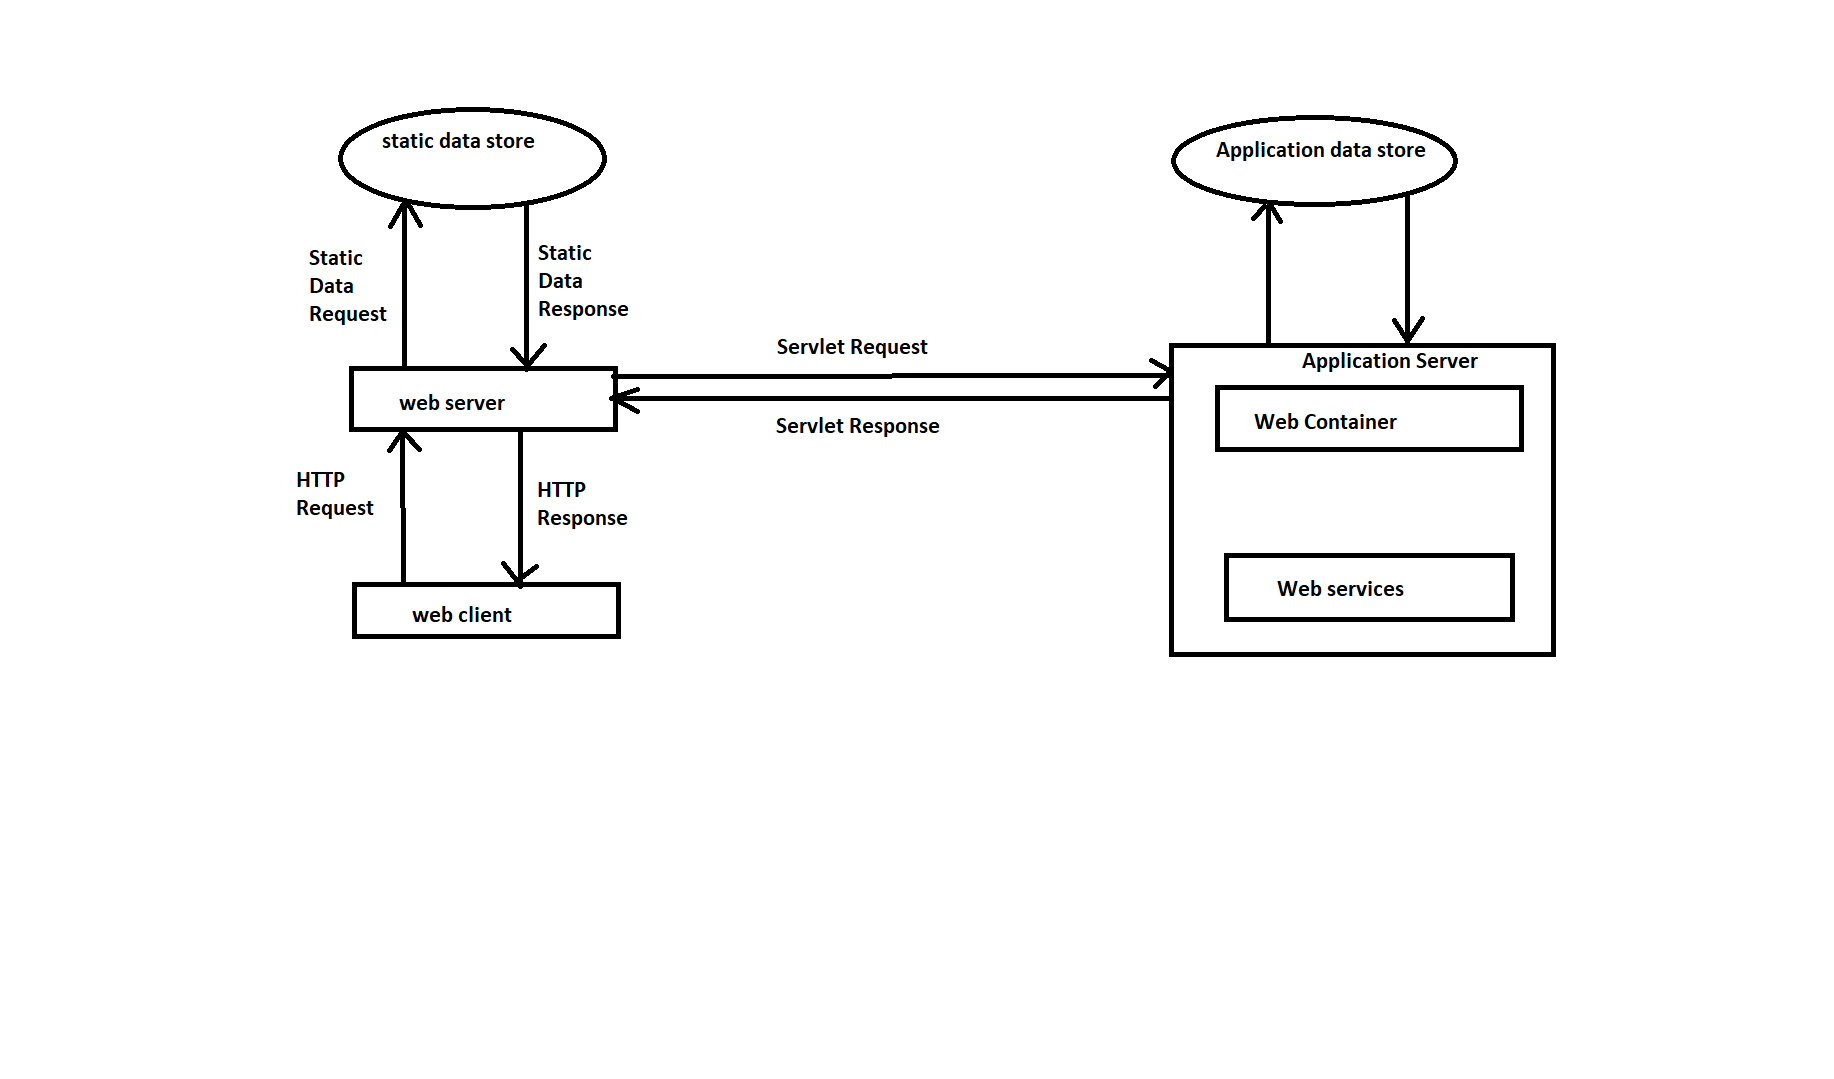 static data store
Application data store
Static
Data
Request
Static
Data
Response
Servlet Request
Servlet Response
Application Server
web server
Web Container
HTTP
Request
HTTP
Response
Web services
web client